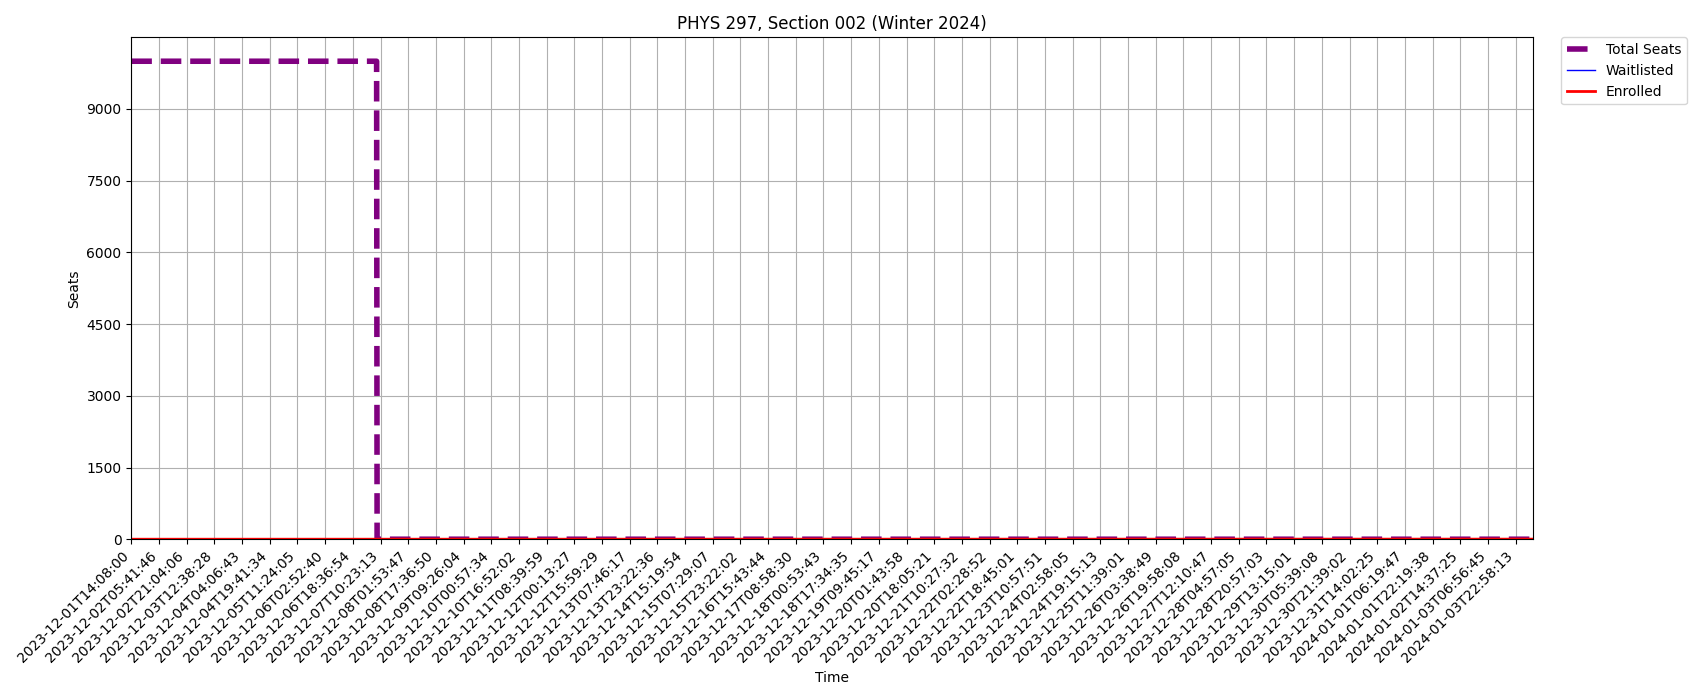 PHYS 297, Section 002 (Winter 2024)
Total Seats
Waitlisted
Enrolled
Seats
9000
7500
6000
4500
3000
1500
0
2023-12-01T14:08:00
2023-12-02T05:41:46
2023-12-02T21:04:06
2023-12-03T12:38:28
2023-12-04T04:06:43
2023-12-04T19:41:34
2023-12-05T11:24:05
2023-12-06T02:52:40
2023-12-06T18:36:54
2023-12-07T10:23:13
2023-12-08T01:53:47
2023-12-08T17:36:50
2023-12-09T09:26:04
2023-12-10T00:57:34
2023-12-10T16:52:02
2023-12-11T08:39:59
2023-12-12T00:13:27
2023-12-12T15:59:29
2023-12-13T07:46:17
2023-12-13T23:22:36
2023-12-14T15:19:54
2023-12-15T07:29:07
2023-12-15T23:22:02
2023-12-16T15:43:44
2023-12-17T08:58:30
2023-12-18T00:53:43
2023-12-18T17:34:35
2023-12-19T09:45:17
2023-12-20T01:43:58
2023-12-20T18:05:21
2023-12-21T10:27:32
2023-12-22T02:28:52
2023-12-22T18:45:01
2023-12-23T10:57:51
2023-12-24T02:58:05
2023-12-24T19:15:13
2023-12-25T11:39:01
2023-12-26T03:38:49
2023-12-26T19:58:08
2023-12-27T12:10:47
2023-12-28T04:57:05
2023-12-28T20:57:03
2023-12-29T13:15:01
2023-12-30T05:39:08
2023-12-30T21:39:02
2023-12-31T14:02:25
2024-01-01T06:19:47
2024-01-01T22:19:38
2024-01-02T14:37:25
2024-01-03T06:56:45
2024-01-03T22:58:13
Time